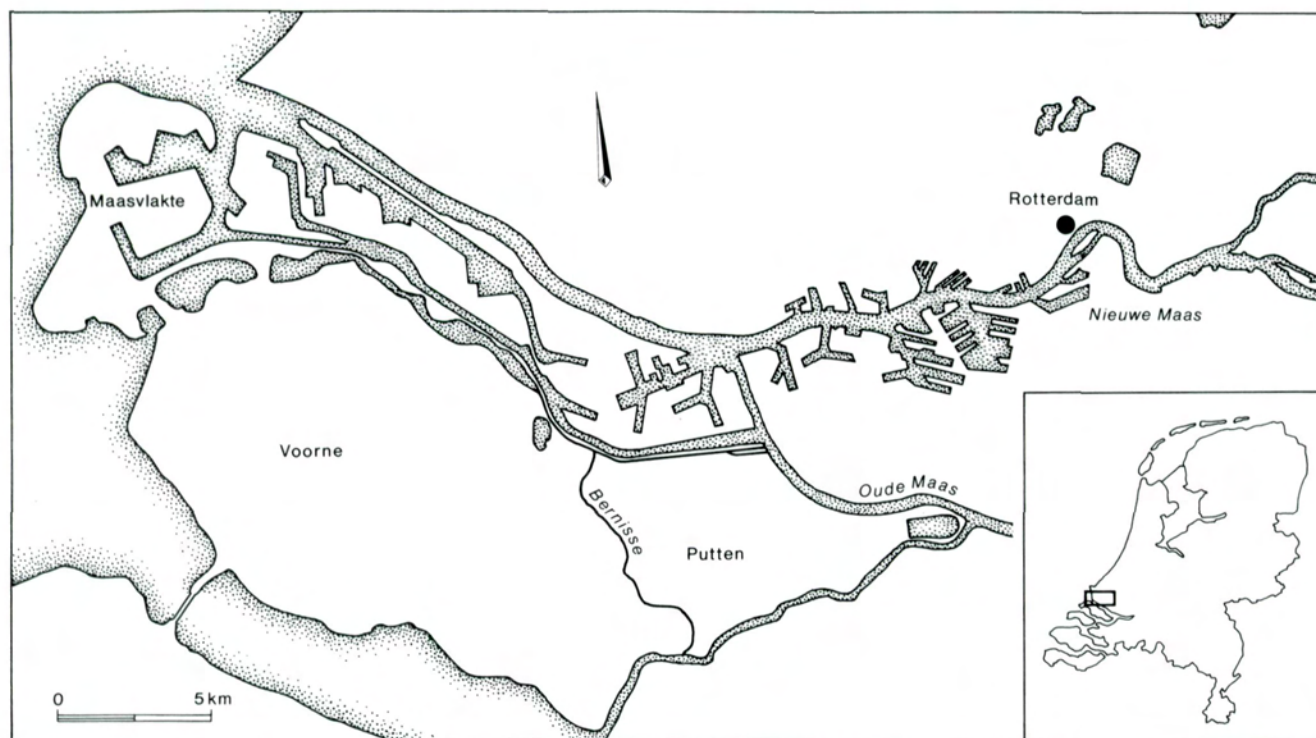 Maasvlakte
Rotterdam
Nieuwe Maas
Voorne
Bernisse
Oude Maas
Putten
0 5 km